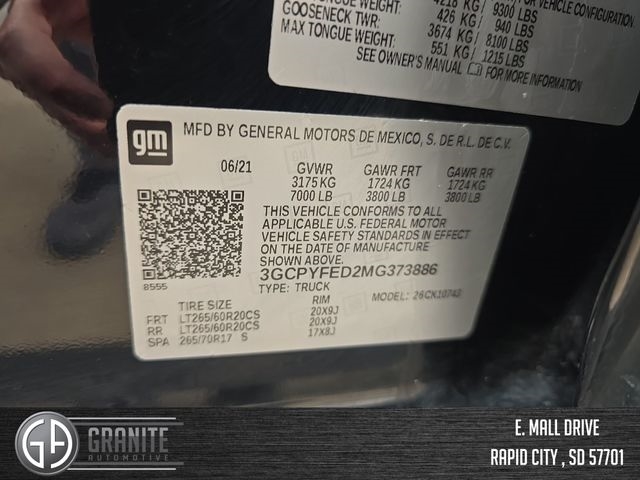 TONGUE WEIGHT: 4218 KG 9300 LBS
GOOSENECK TWR: 426 KG 940 LBS
MAX TONGUE WEIGHT: 3674 KG 8100 LBS
551 KG 1215 LBS
SEE OWNER'S MANUAL FOR MORE INFORMATION
VEHICLE CONFIGURATION
gm MFD BY GENERAL MOTORS DE MEXICO, S. DE R.L. DE C.V.
06/21 GVWR GAWR FRT GAWR RR
3175 KG 1724 KG 1724 KG
7000 LB 3800 LB 3800 LB
THIS VEHICLE CONFORMS TO ALL
APPLICABLE U.S. FEDERAL MOTOR
VEHICLE SAFETY STANDARDS IN EFFECT
ON THE DATE OF MANUFACTURE
SHOWN ABOVE.
3GCPYFED2MG373886
8555 TYPE: TRUCK MODEL: 26CK10743
TIRE SIZE RIM
FRT LT265/60R20CS 20X9J
RR LT265/60R20CS 20X9J
SPA 265/70R17 S 17X8J
GA GRANITE
AUTOMOTIVE
E. MALL DRIVE
RAPID CITY , SD 57701